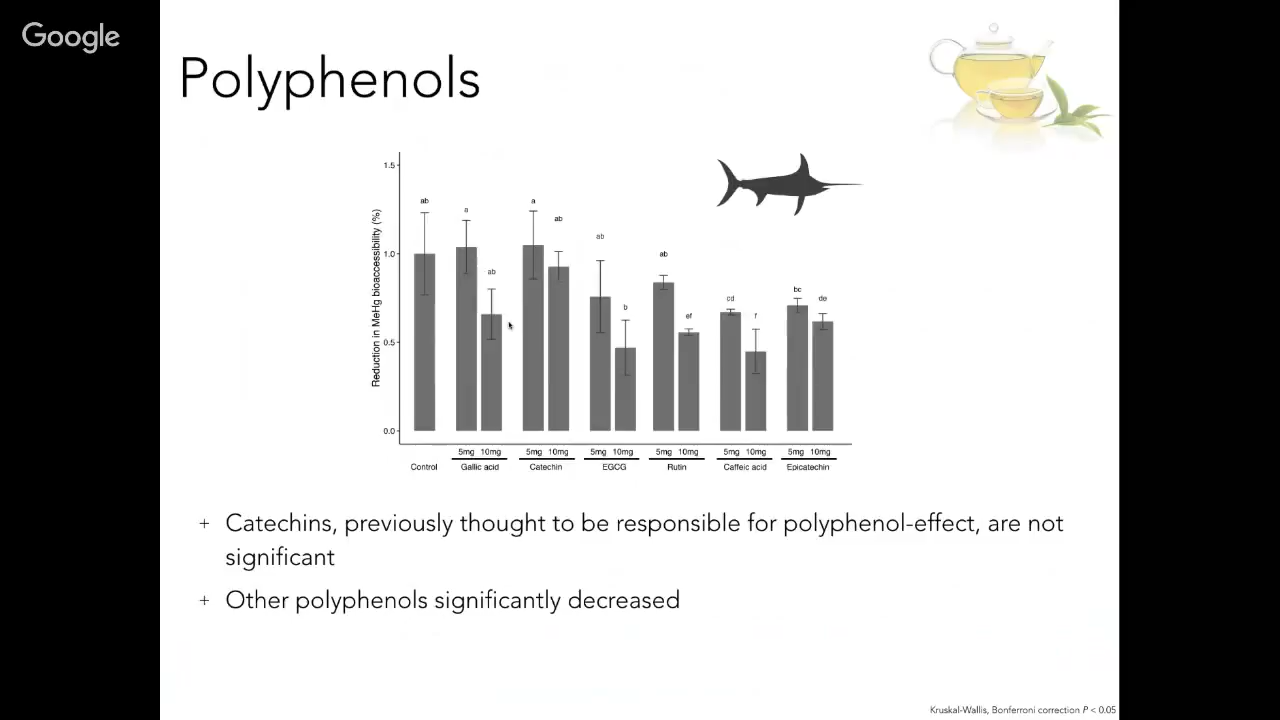 Google
Polyphenols
Reduction in MeHg bioaccessibility (%)
1.5
1.0
0.5
0.0
ab
a
ab
a
ab
ab
b
ab
ef
cd
f
bc
de
5mg 10mg 5mg 10mg 5mg 10mg 5mg 10mg 5mg 10mg 5mg 10mg
Control Gallic acid Catechin EGCG Rutin Caffeic acid Epicatechin
+ Catechins, previously thought to be responsible for polyphenol-effect, are not
significant
+ Other polyphenols significantly decreased
Kruskal-Wallis, Bonferroni correction P < 0.05